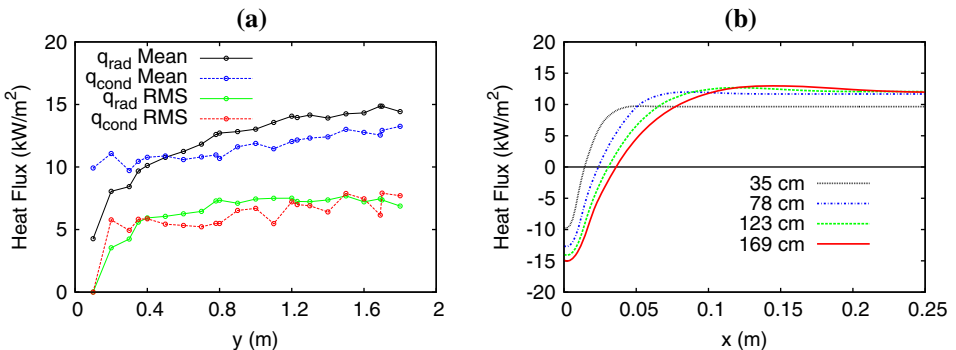 (a)
20
15
10
5
0
Heat Flux (kW/m²)
q_rad Mean
q_cond Mean
q_rad RMS
q_cond RMS
0 0.4 0.8 1.2 1.6 2
y (m)
(b)
20
15
10
5
0
-5
-10
-15
-20
Heat Flux (kW/m²)
35 cm
78 cm
123 cm
169 cm
0 0.05 0.1 0.15 0.2 0.25
x (m)